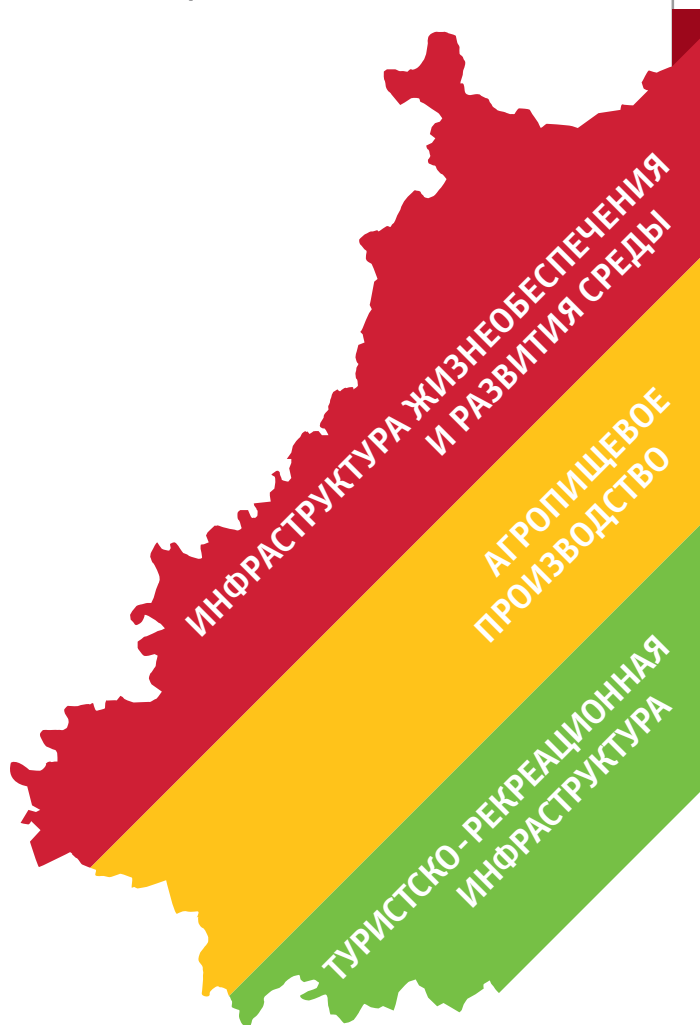 ИНФРАСТРУКТУРА ЖИЗНЕОБЕСПЕЧЕНИЯ
И РАЗВИТИЯ СРЕДЫ
АГРОПИЩЕВОЕ
ПРОИЗВОДСТВО
ТУРИСТСКО-РЕКРЕАЦИОННАЯ
ИНФРАСТРУКТУРА